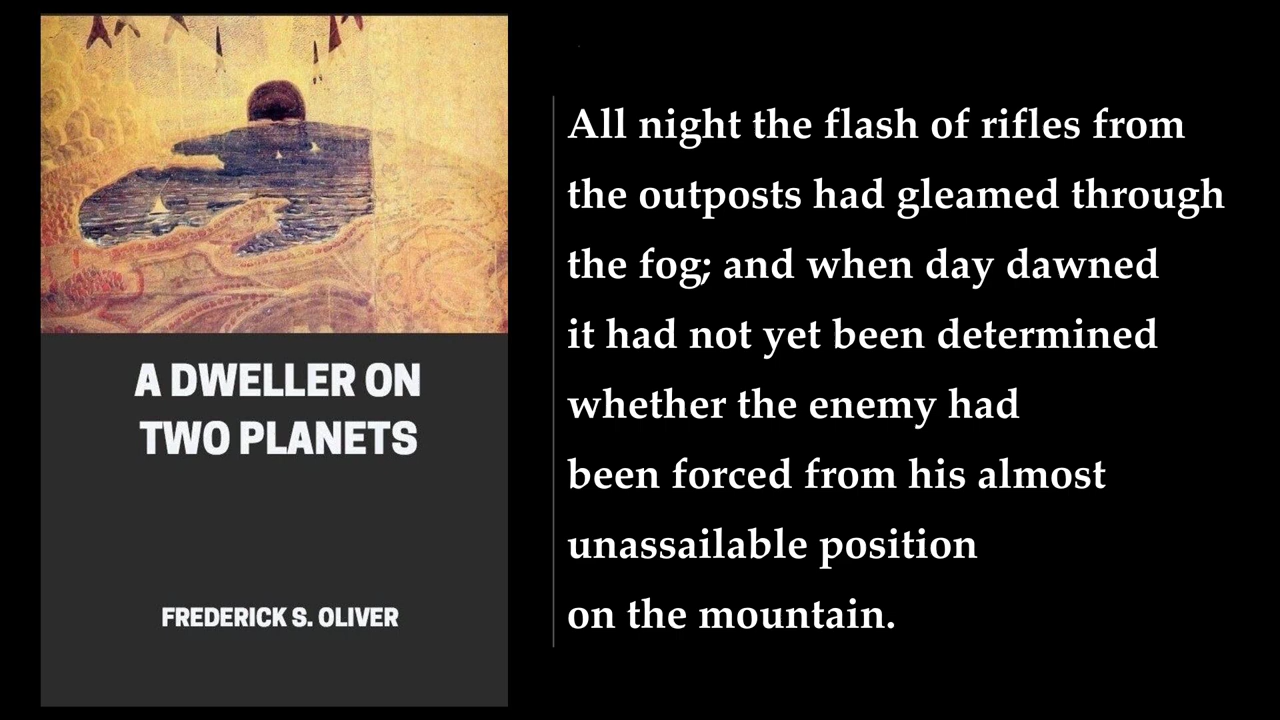 A DWELLER ON
TWO PLANETS
FREDERICK S. OLIVER
All night the flash of rifles from
the outposts had gleamed through
the fog; and when day dawned
it had not yet been determined
whether the enemy had
been forced from his almost
unassailable position
on the mountain.